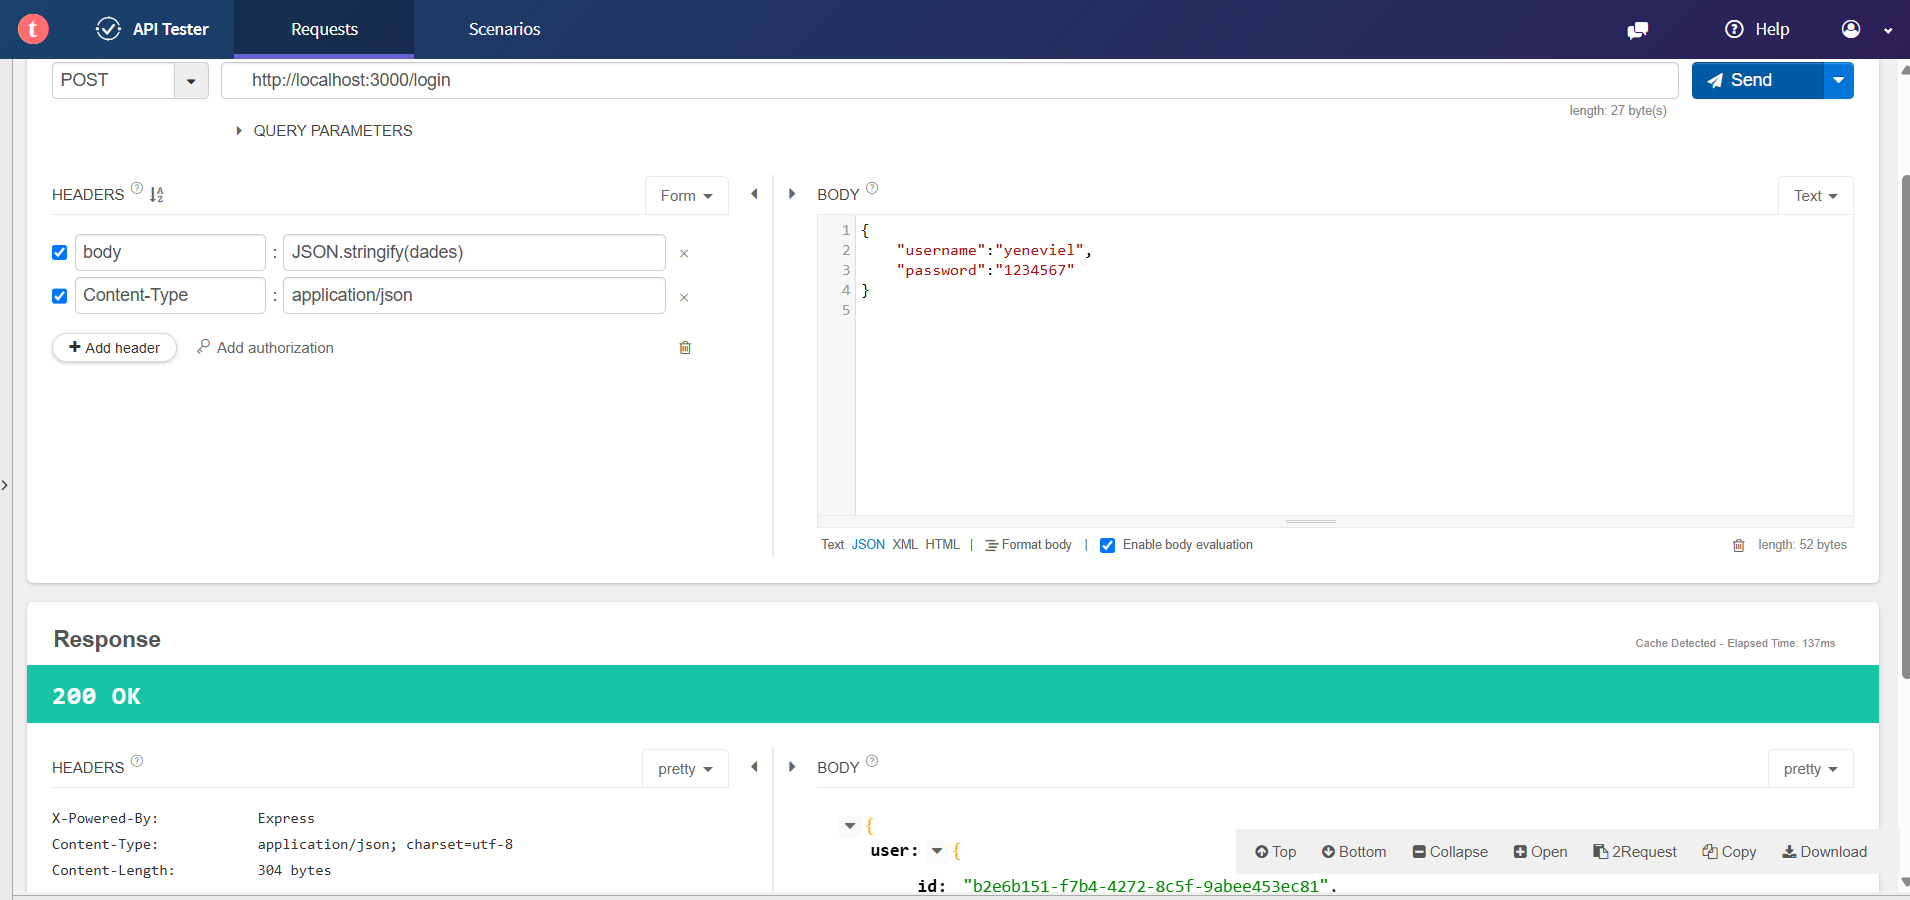 t API Tester Requests Scenarios Help
POST http://localhost:3000/login Send
length: 27 byte(s)
QUERY PARAMETERS
HEADERS ? Form
BODY ? Text
body : JSON.stringify(dades) ×
Content-Type : application/json ×
+ Add header Add authorization
1 {
2 "username":"yeneviel",
3 "password":"1234567"
4 }
5
Text JSON XML HTML | Format body | Enable body evaluation length: 52 bytes
Response
Cache Detected - Elapsed Time: 137ms
200 OK
HEADERS ? pretty
BODY ? pretty
X-Powered-By: Express
Content-Type: application/json; charset=utf-8
Content-Length: 304 bytes
{
user: {
id: "b2e6b151-f7b4-4272-8c5f-9abee453ec81",
Top Bottom Collapse Open 2Request Copy Download